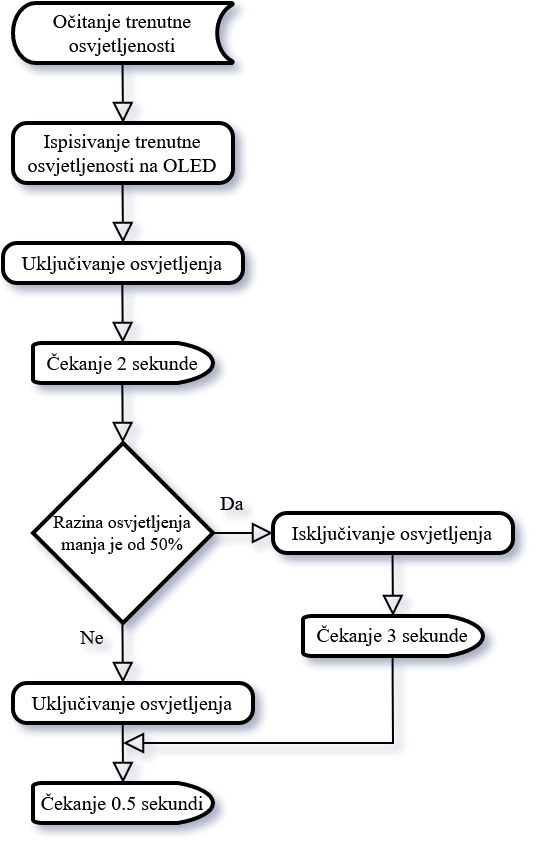 Očitanje trenutne
osvjetljenosti
Ispisivanje trenutne
osvjetljenosti na OLED
Uključivanje osvjetljenja
Čekanje 2 sekunde
Razina osvjetljenja
manja je od 50%
Da
Isključivanje osvjetljenja
Čekanje 3 sekunde
Ne
Uključivanje osvjetljenja
Čekanje 0.5 sekundi